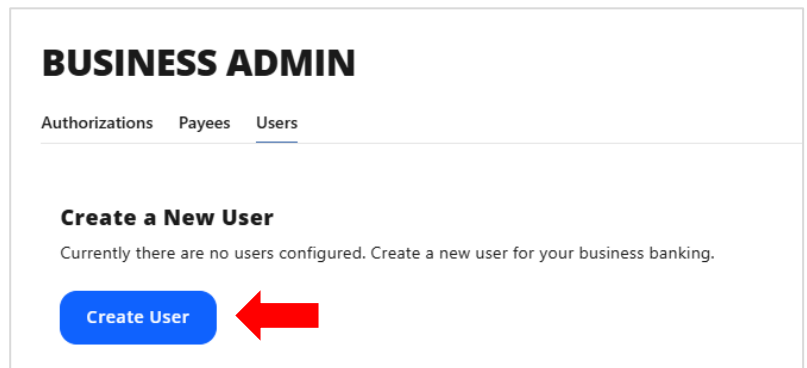 BUSINESS ADMIN
Authorizations Payees Users
Create a New User
Currently there are no users configured. Create a new user for your business banking.
Create User